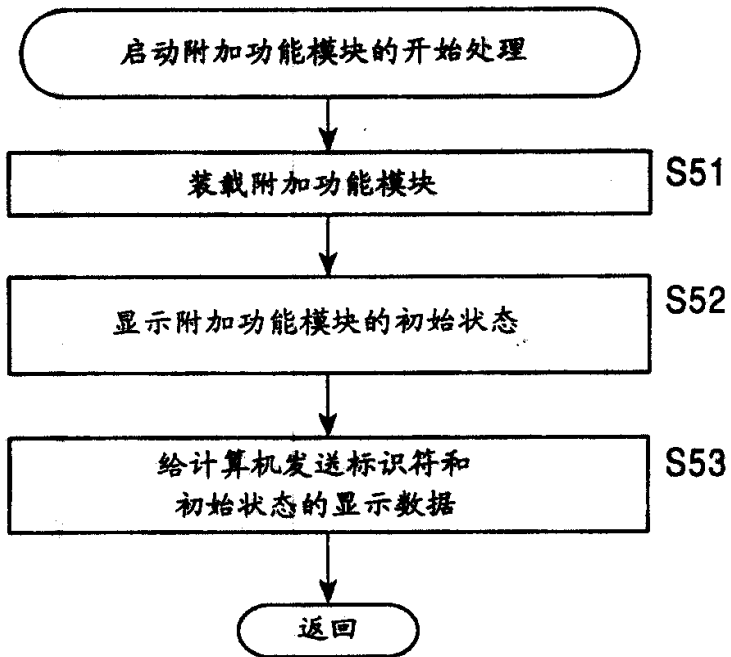 启动附加功能模块的开始处理
装载附加功能模块
S51
显示附加功能模块的初始状态
S52
给计算机发送标识符和
初始状态的显示数据
S53
返回